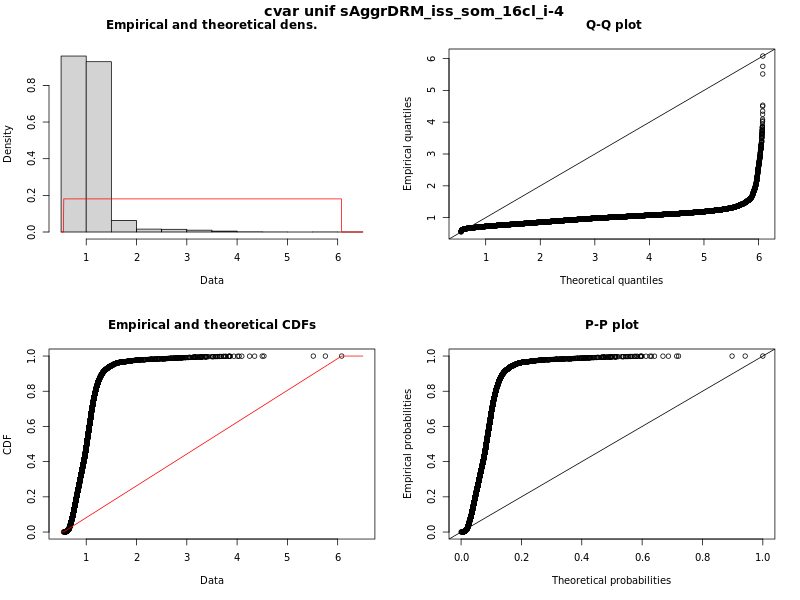 cvar unif sAggrDRM_iss_som_16cl_i-4
Empirical and theoretical dens.
Density
0.0 0.2 0.4 0.6 0.8
1 2 3 4 5 6
Data
Q-Q plot
Empirical quantiles
1 2 3 4 5 6
1 2 3 4 5 6
Theoretical quantiles
Empirical and theoretical CDFs
CDF
0.0 0.2 0.4 0.6 0.8 1.0
1 2 3 4 5 6
Data
P-P plot
Empirical probabilities
0.0 0.2 0.4 0.6 0.8 1.0
0.0 0.2 0.4 0.6 0.8 1.0
Theoretical probabilities